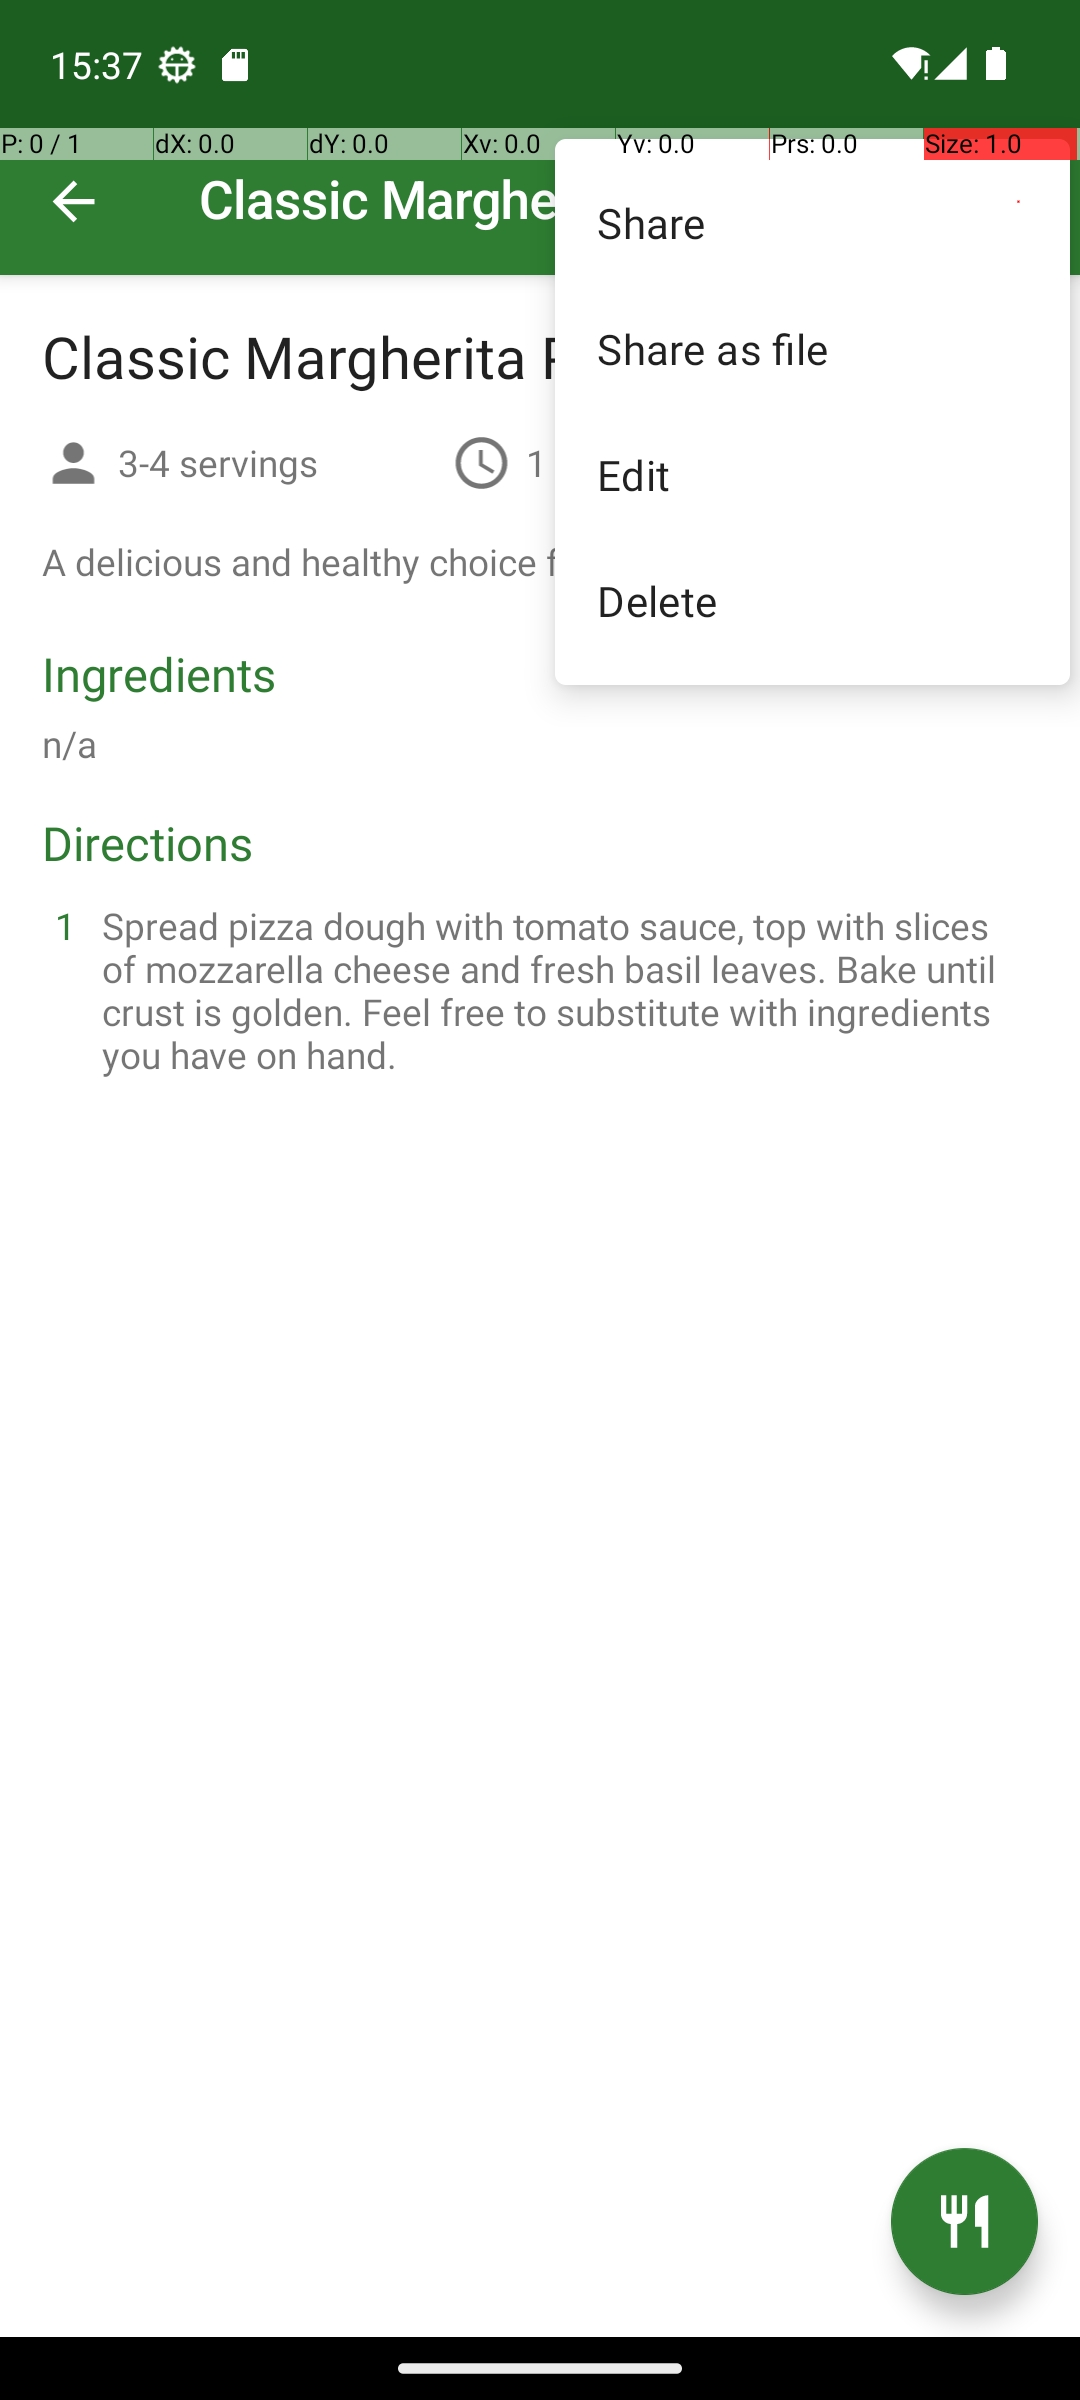 15:37
P: 0 / 1 dX: 0.0 dY: 0.0 Xv: 0.0 Yv: 0.0 Prs: 0.0 Size: 1.0
Classic Marghe
Share
Share as file
Edit
Delete
Classic Margherita
3-4 servings
1
A delicious and healthy choice
Ingredients
n/a
Directions
1 Spread pizza dough with tomato sauce, top with slices
of mozzarella cheese and fresh basil leaves. Bake until
crust is golden. Feel free to substitute with ingredients
you have on hand.